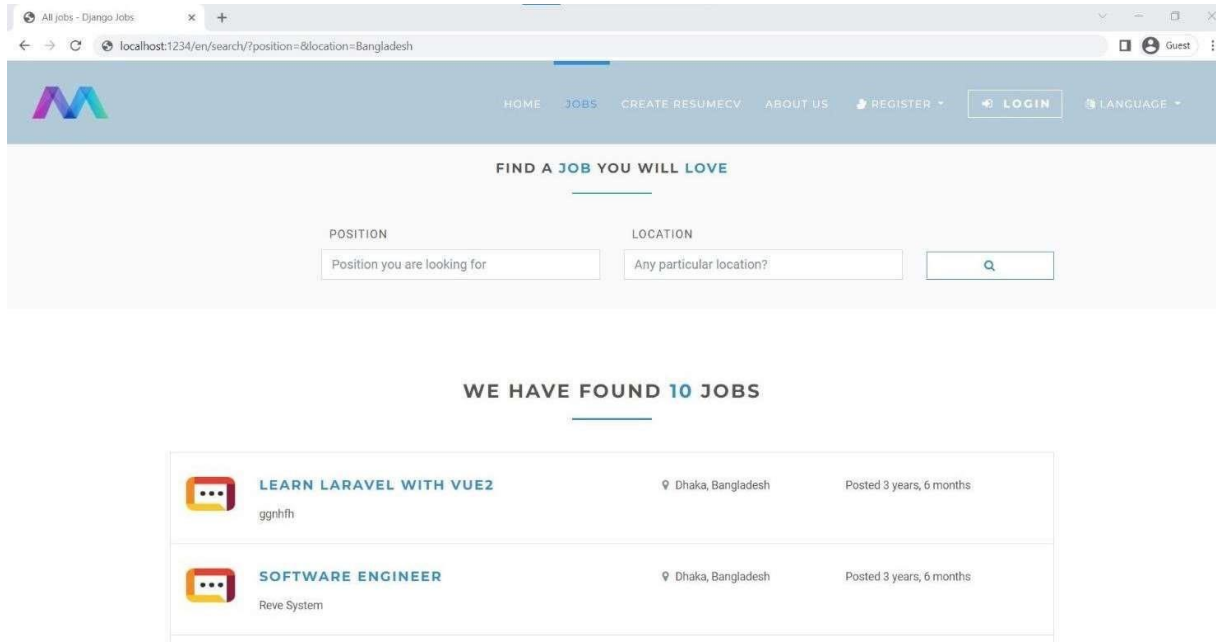 All jobs - Django Jobs
localhost:1234/en/search/?position=&location=Bangladesh
Guest
HOME JOBS CREATE RESUMECV ABOUT US REGISTER LOGIN LANGUAGE
FIND A JOB YOU WILL LOVE
POSITION LOCATION
Position you are looking for Any particular location?
WE HAVE FOUND 10 JOBS
LEARN LARAVEL WITH VUE2 Dhaka, Bangladesh Posted 3 years, 6 months
ggnhfh
SOFTWARE ENGINEER Dhaka, Bangladesh Posted 3 years, 6 months
Reve System